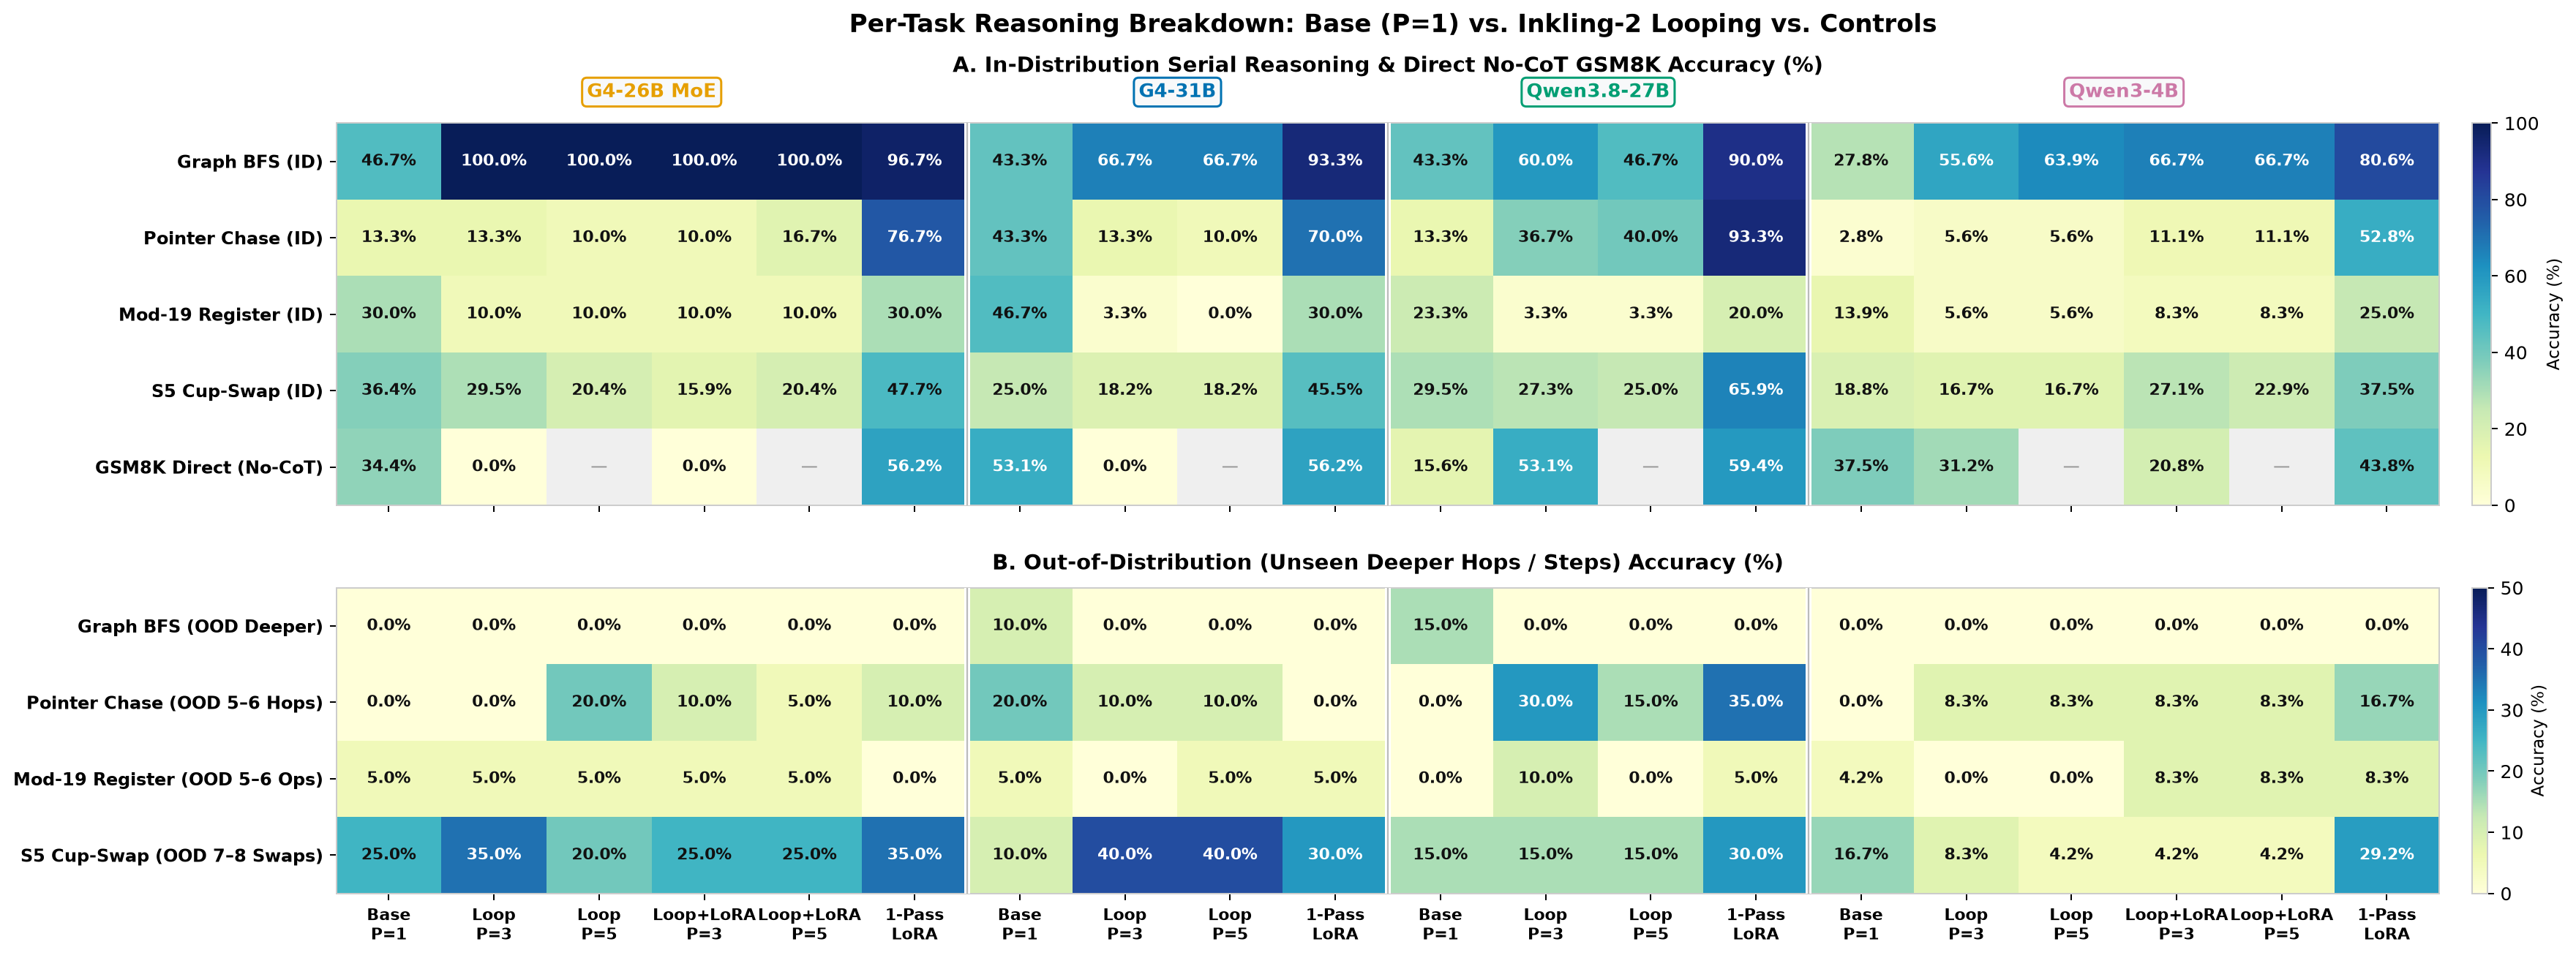 Per-Task Reasoning Breakdown: Base (P=1) vs. Inkling-2 Looping vs. Controls
A. In-Distribution Serial Reasoning & Direct No-CoT GSM8K Accuracy (%)
G4-26B MoE G4-31B Qwen3.8-27B Qwen3-4B
Graph BFS (ID) 46.7% 100.0% 100.0% 100.0% 100.0% 96.7% 43.3% 66.7% 66.7% 93.3% 43.3% 60.0% 46.7% 90.0% 27.8% 55.6% 63.9% 66.7% 66.7% 80.6%
Pointer Chase (ID) 13.3% 13.3% 10.0% 10.0% 16.7% 76.7% 43.3% 13.3% 10.0% 70.0% 13.3% 36.7% 40.0% 93.3% 2.8% 5.6% 5.6% 11.1% 11.1% 52.8%
Mod-19 Register (ID) 30.0% 10.0% 10.0% 10.0% 10.0% 30.0% 46.7% 3.3% 0.0% 30.0% 23.3% 3.3% 3.3% 20.0% 13.9% 5.6% 5.6% 8.3% 8.3% 25.0%
S5 Cup-Swap (ID) 36.4% 29.5% 20.4% 15.9% 20.4% 47.7% 25.0% 18.2% 18.2% 45.5% 29.5% 27.3% 25.0% 65.9% 18.8% 16.7% 16.7% 27.1% 22.9% 37.5%
GSM8K Direct (No-CoT) 34.4% 0.0% — 0.0% — 56.2% 53.1% 0.0% — 56.2% 15.6% 53.1% — 59.4% 37.5% 31.2% — 20.8% — 43.8%
100
80
60
40
20
0
Accuracy (%)
B. Out-of-Distribution (Unseen Deeper Hops / Steps) Accuracy (%)
Graph BFS (OOD Deeper) 0.0% 0.0% 0.0% 0.0% 0.0% 0.0% 10.0% 0.0% 0.0% 0.0% 15.0% 0.0% 0.0% 0.0% 0.0% 0.0% 0.0% 0.0% 0.0% 0.0%
Pointer Chase (OOD 5–6 Hops) 0.0% 0.0% 20.0% 10.0% 5.0% 10.0% 20.0% 10.0% 10.0% 0.0% 0.0% 30.0% 15.0% 35.0% 0.0% 8.3% 8.3% 8.3% 8.3% 16.7%
Mod-19 Register (OOD 5–6 Ops) 5.0% 5.0% 5.0% 5.0% 5.0% 0.0% 5.0% 0.0% 5.0% 5.0% 0.0% 10.0% 0.0% 5.0% 4.2% 0.0% 0.0% 8.3% 8.3% 8.3%
S5 Cup-Swap (OOD 7–8 Swaps) 25.0% 35.0% 20.0% 25.0% 25.0% 35.0% 10.0% 40.0% 40.0% 30.0% 15.0% 15.0% 15.0% 30.0% 16.7% 8.3% 4.2% 4.2% 4.2% 29.2%
50
40
30
20
10
0
Accuracy (%)
Base Loop Loop Loop+LoRA Loop+LoRA 1-Pass Base Loop Loop 1-Pass Base Loop Loop 1-Pass Base Loop Loop Loop+LoRA Loop+LoRA 1-Pass
P=1 P=3 P=5 P=3 P=5 LoRA P=1 P=3 P=5 LoRA P=1 P=3 P=5 LoRA P=1 P=3 P=5 P=3 P=5 LoRA